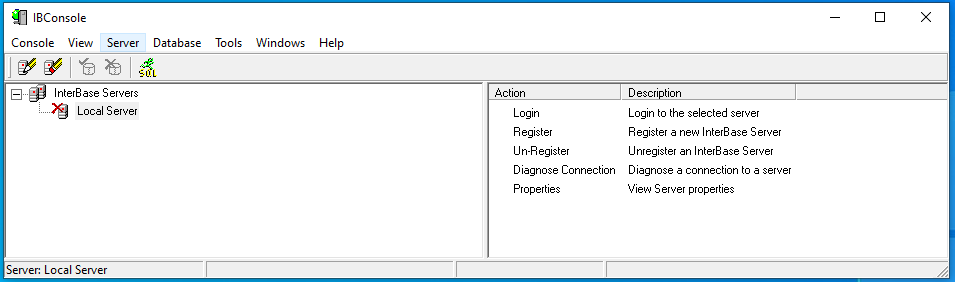 IBConsole
Console View Server Database Tools Windows Help
SQL
InterBase Servers
Local Server
Action Description
Login Login to the selected server
Register Register a new InterBase Server
Un-Register Unregister an InterBase Server
Diagnose Connection Diagnose a connection to a server
Properties View Server properties
Server: Local Server